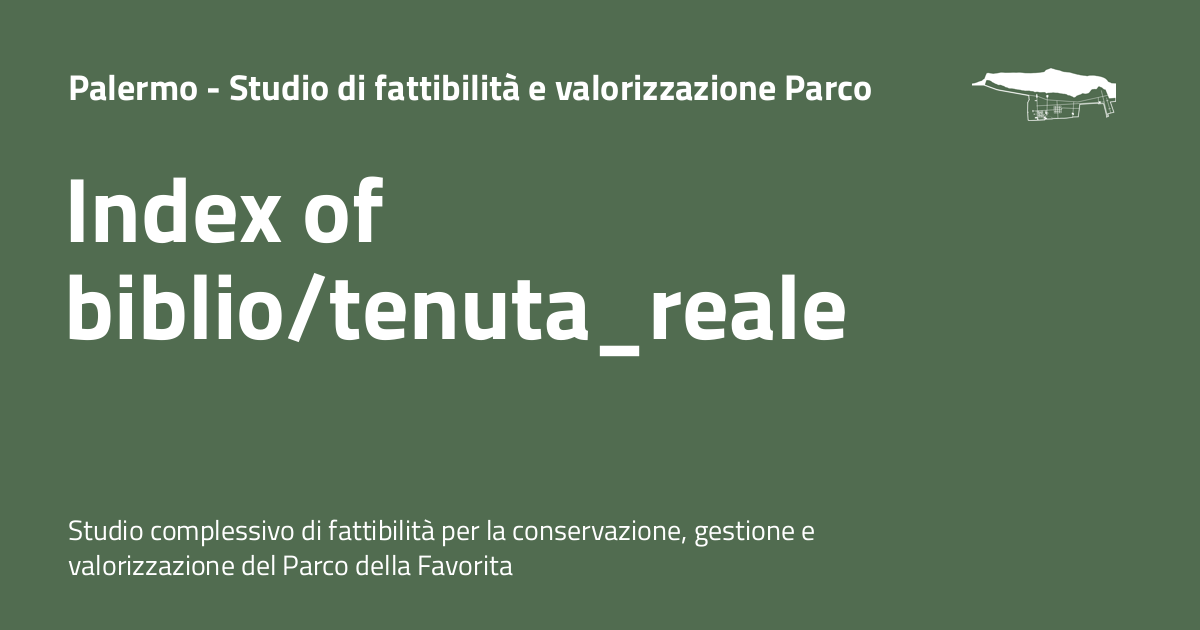 Palermo - Studio di fattibilità e valorizzazione Parco
Index of
biblio/tenuta_reale
Studio complessivo di fattibilità per la conservazione, gestione e
valorizzazione del Parco della Favorita